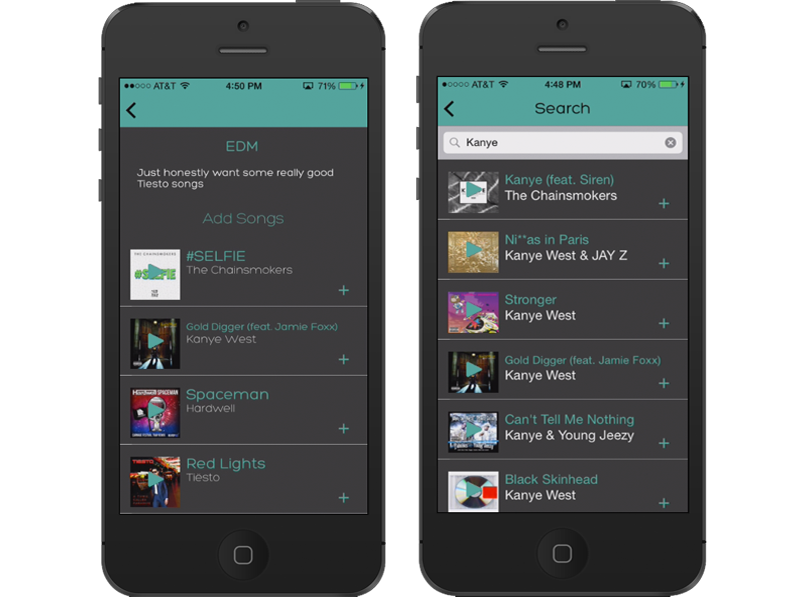 AT&T 4:50 PM 71%
EDM
Just honestly want some really good
Tiesto songs
Add Songs
THE CHAINSMOKERS
#SELFIE
#SELFIE
The Chainsmokers
+
Gold Digger (feat. Jamie Foxx)
Kanye West
+
Hardwell SPACEMAN
Spaceman
Hardwell
+
TIËSTO
Red Lights
Tiesto
+
AT&T 4:48 PM 70%
Search
Kanye
Kanye (feat. Siren)
The Chainsmokers
+
Ni**as in Paris
Kanye West & JAY Z
+
Stronger
Kanye West
+
Gold Digger (feat. Jamie Foxx)
Kanye West
+
Can't Tell Me Nothing
Kanye & Young Jeezy
+
Black Skinhead
Kanye West
+